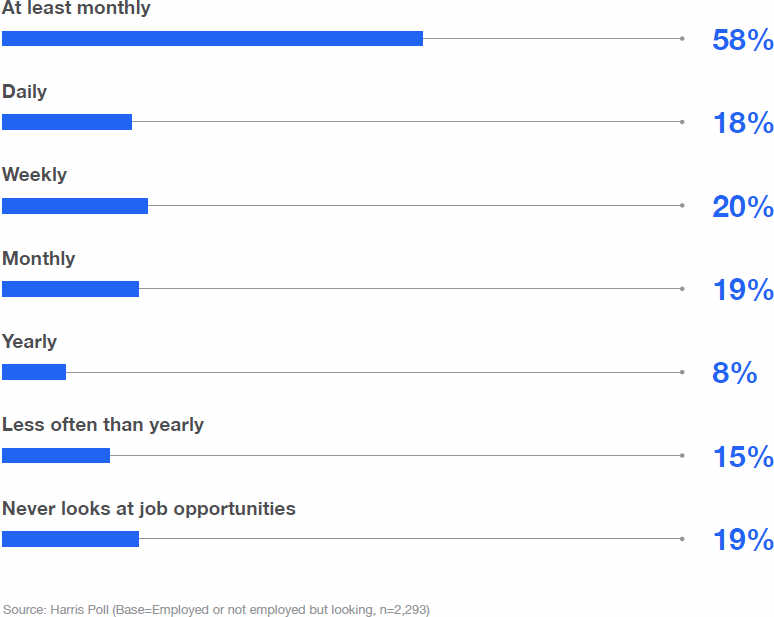 At least monthly
58%
Daily
18%
Weekly
20%
Monthly
19%
Yearly
8%
Less often than yearly
15%
Never looks at job opportunities
19%
Source: Harris Poll (Base=Employed or not employed but looking, n=2,293)